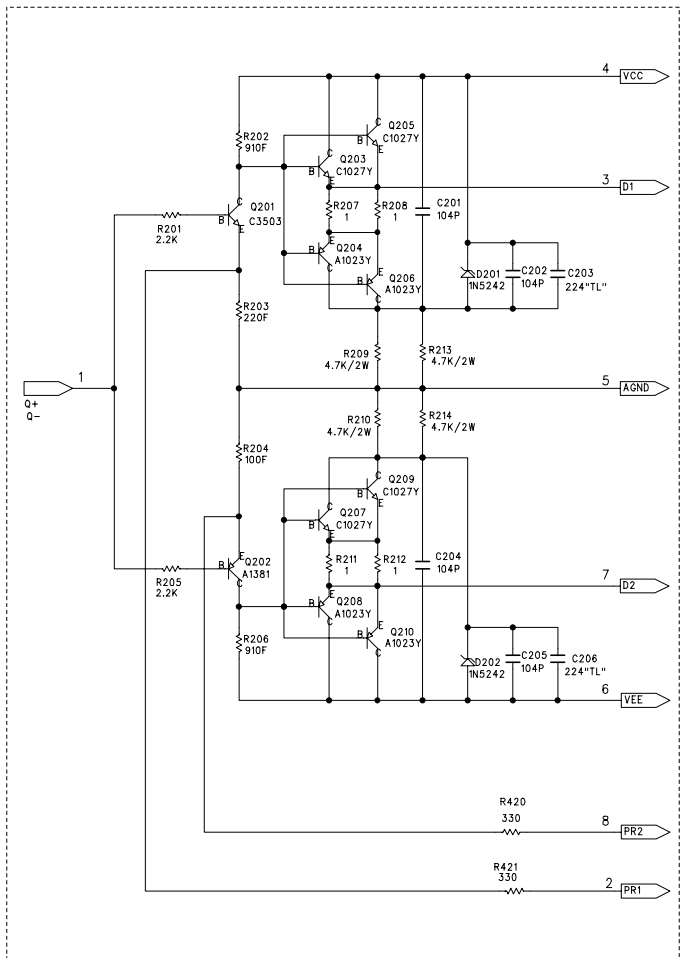 4 VCC
Q205
C1027Y
C
B
E
R202
910F
C
Q203
C1027Y
B
E
3 D1
C
Q201
C3503
B
E
R201
2.2K
R207
1
R208
1
C201
104P
E
Q204
A1023Y
B
C
E
Q206
A1023Y
B
C
D201
1N5242
C202
104P
C203
224"TL"
R203
220F
R209
4.7K/2W
R213
4.7K/2W
1
Q+
Q-
5 AGND
R210
4.7K/2W
R214
4.7K/2W
R204
100F
C
Q209
C1027Y
B
E
C
Q207
C1027Y
B
E
E
Q202
A1381
B
C
R205
2.2K
R211
1
R212
1
C204
104P
7 D2
E
Q208
A1023Y
B
C
E
Q210
A1023Y
B
C
R206
910F
D202
1N5242
C205
104P
C206
224"TL"
6 VEE
R420
330
8 PR2
R421
330
2 PR1